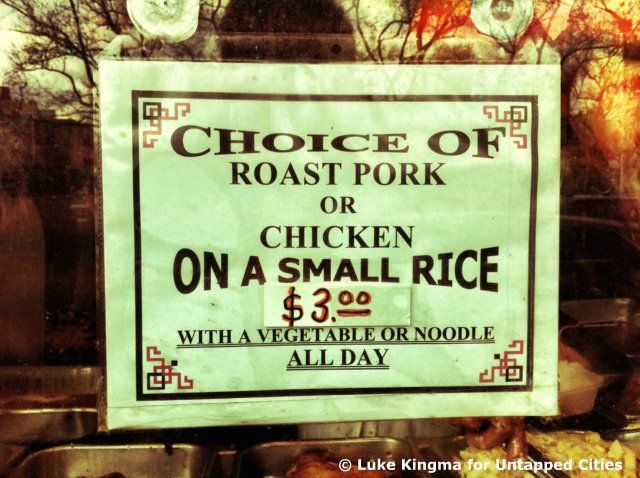 CHOICE OF
ROAST PORK
OR
CHICKEN
ON A SMALL RICE
$3.00
WITH A VEGETABLE OR NOODLE
ALL DAY
© Luke Kingma for Untapped Cities